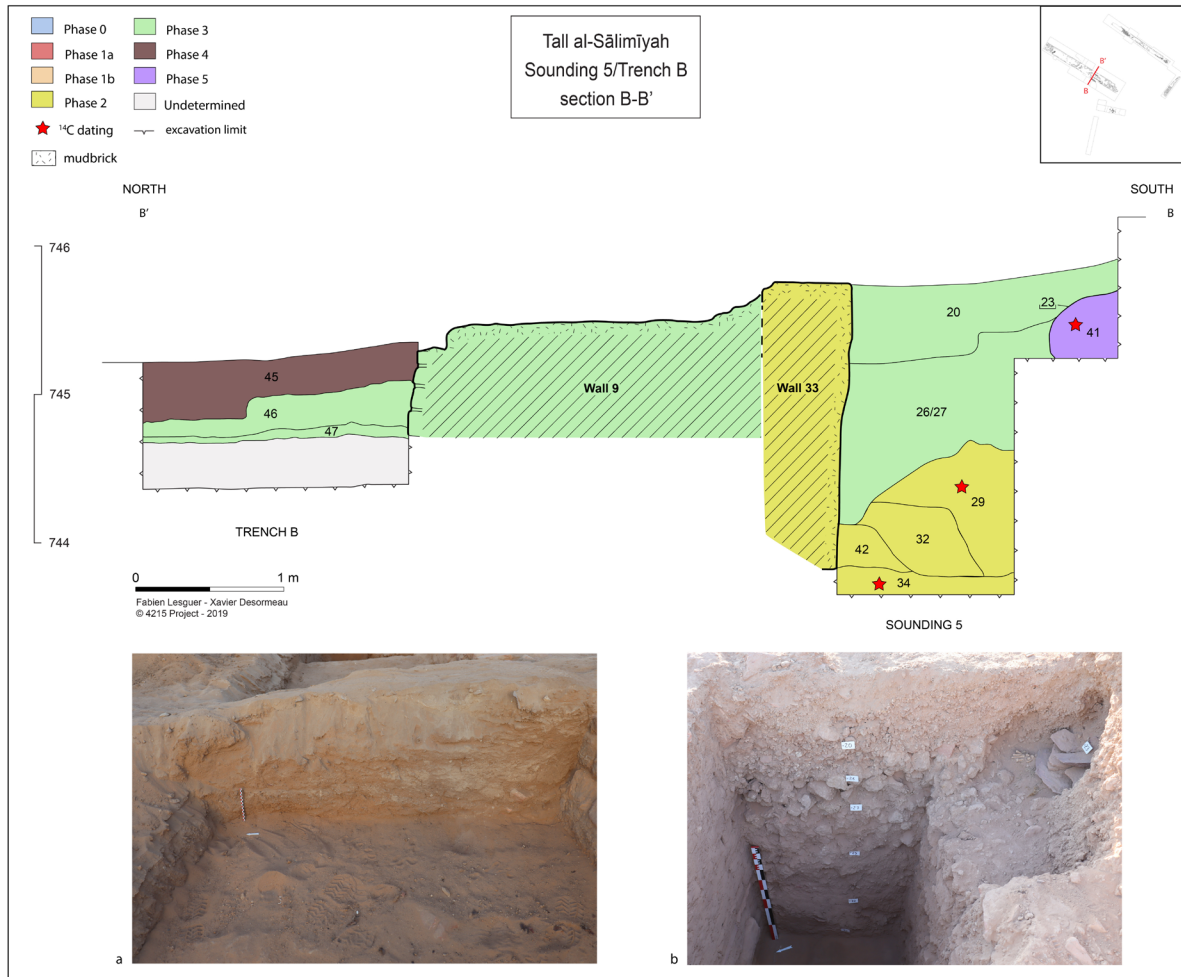 Phase 0
Phase 1a
Phase 1b
Phase 2
Phase 3
Phase 4
Phase 5
Undetermined
¹⁴C dating
excavation limit
mudbrick
Tall al-Sālimīyah
Sounding 5/Trench B
section B-B’
B'
B
NORTH
B’
SOUTH
B
746
745
744
45
46
47
Wall 9
Wall 33
20
23
41
26/27
29
32
42
34
TRENCH B
SOUNDING 5
0
1 m
Fabien Lesguer - Xavier Desormeau
© 4215 Project - 2019
a
b